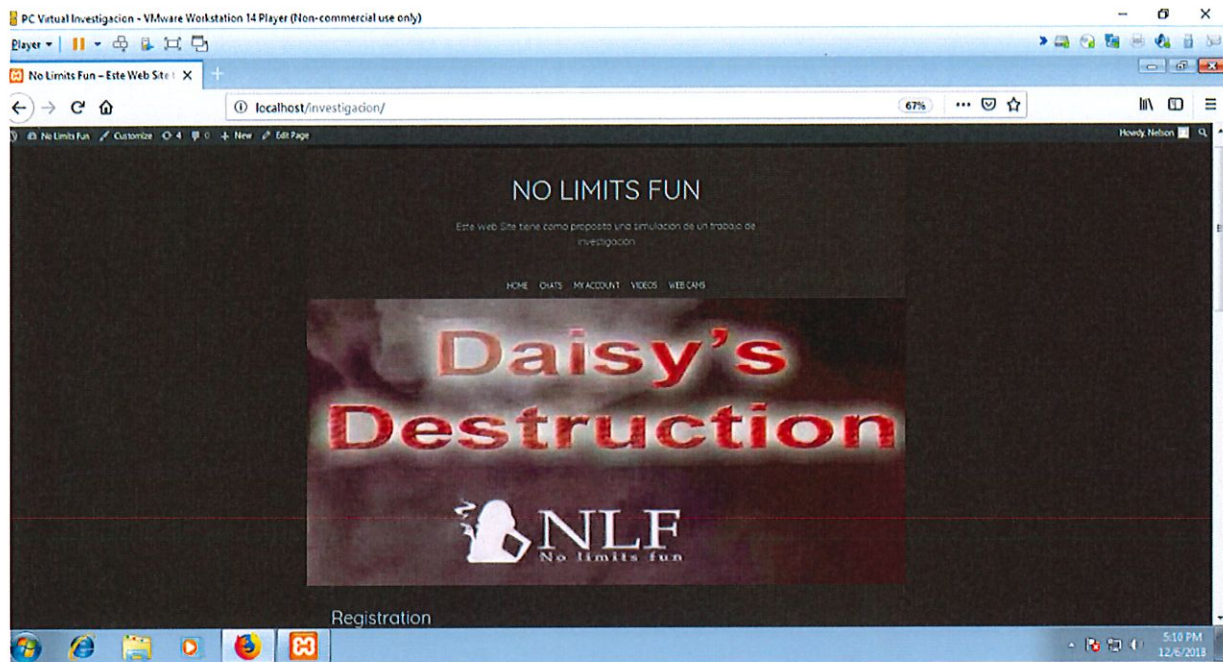 PC Virtual Investigacion - VMware Workstation 14 Player (Non-commercial use only)
Player
No Limits Fun – Este Web Site t
localhost/investigacion/
67%
No Limits Fun Customize 4 0 + New Edit Page
Howdy, Nelson
NO LIMITS FUN
Este Web Site tiene como proposito una simulacion de un trabajo de
investigacion
HOME CHATS MY ACCOUNT VIDEOS WEB CAMS
Daisy's
Destruction
NLF
No limits fun
Registration
5:10 PM
12/6/2018